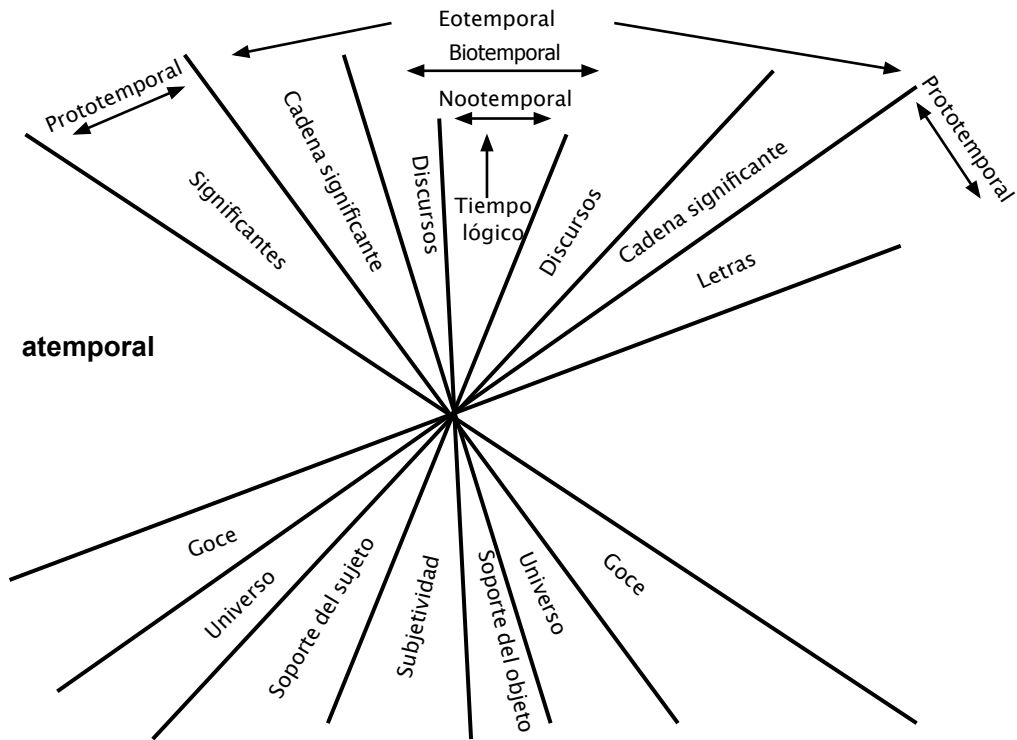 Eotemporal
Biotemporal
Prototemporal
Nootemporal
Prototemporal
Significantes
Cadena significante
Discursos
Tiempo
lógico
Discursos
Cadena significante
Letras
atemporal
Goce
Universo
Soporte del sujeto
Subjetividad
Soporte del objeto
Universo
Goce